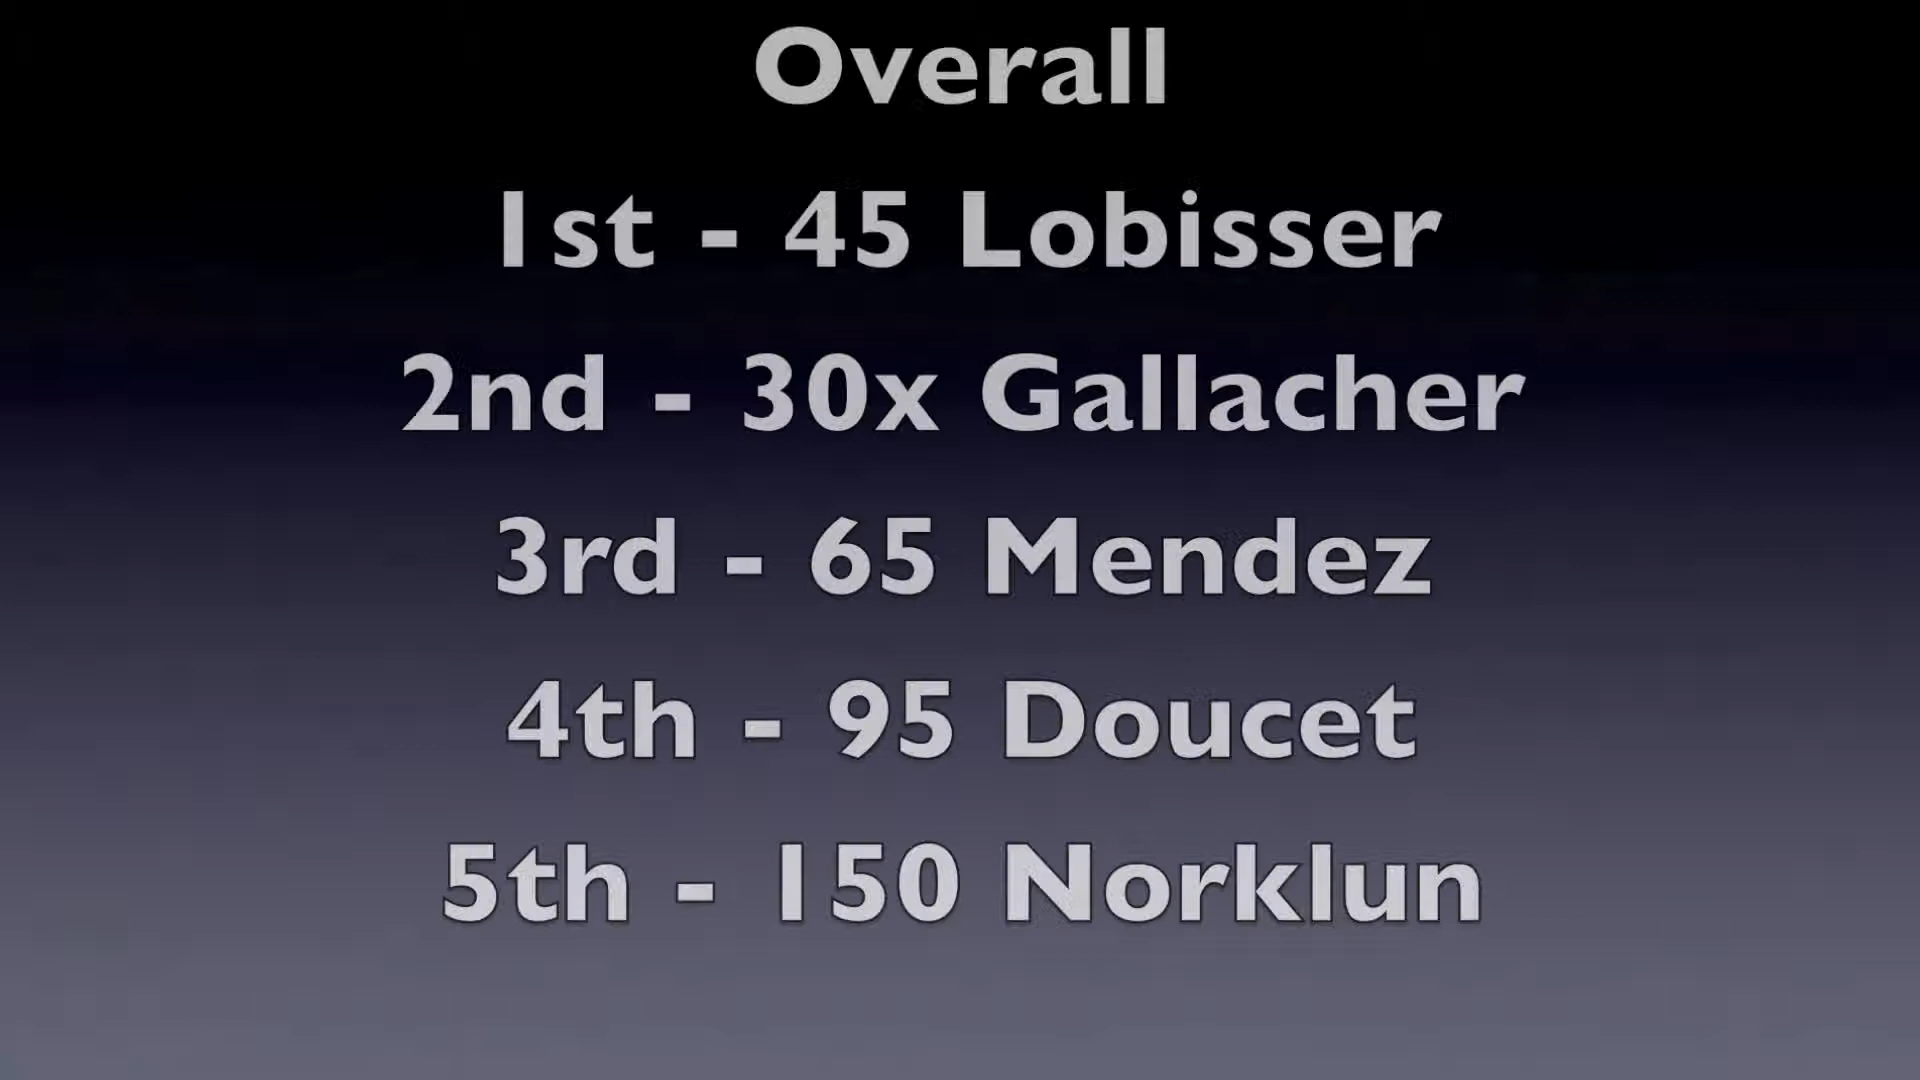 Overall
1st - 45 Lobisser
2nd - 30x Gallacher
3rd - 65 Mendez
4th - 95 Doucet
5th - 150 Norklun